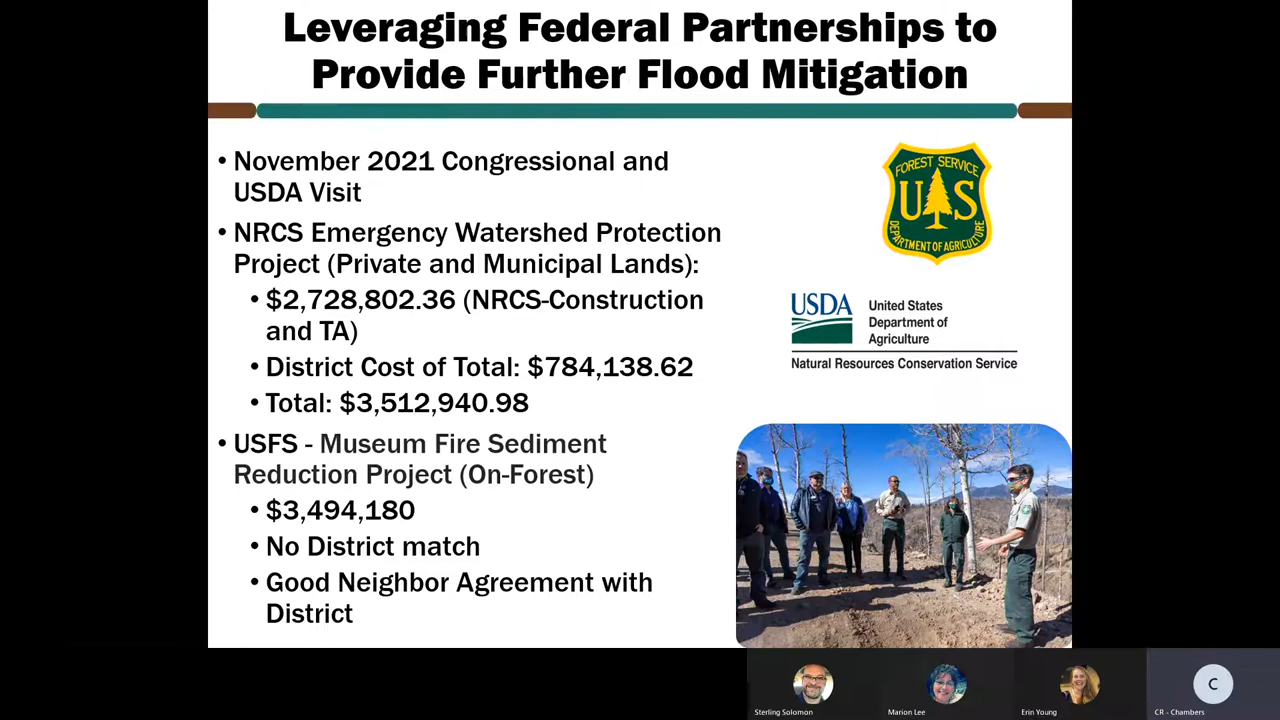 Leveraging Federal Partnerships to
Provide Further Flood Mitigation
• November 2021 Congressional and
USDA Visit
• NRCS Emergency Watershed Protection
Project (Private and Municipal Lands):
• $2,728,802.36 (NRCS-Construction
and TA)
• District Cost of Total: $784,138.62
• Total: $3,512,940.98
• USFS - Museum Fire Sediment
Reduction Project (On-Forest)
• $3,494,180
• No District match
• Good Neighbor Agreement with
District
FOREST SERVICE
U S
DEPARTMENT OF AGRICULTURE
USDA
United States
Department of
Agriculture
Natural Resources Conservation Service
C
Sterling Solomon
Marion Lee
Erin Young
CR - Chambers